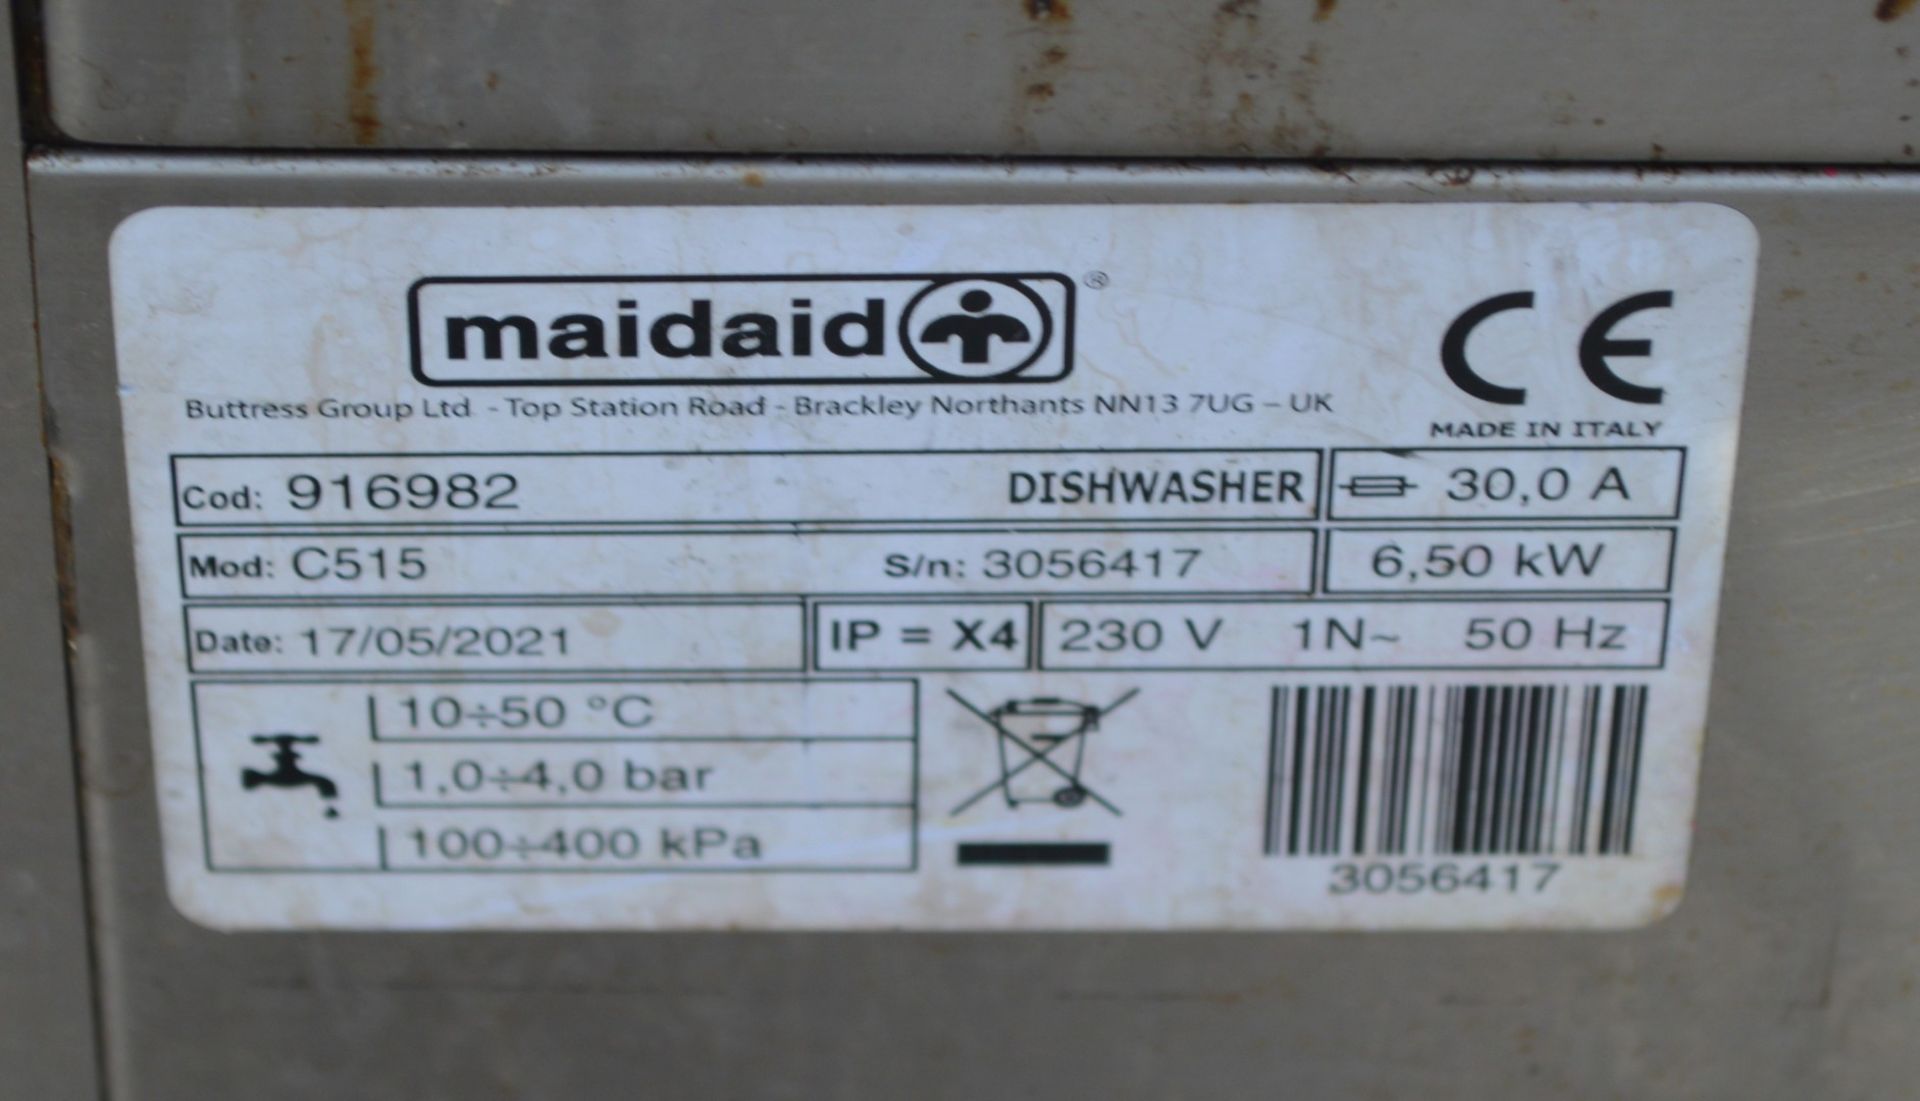 maidaid ®
Buttress Group Ltd. - Top Station Road - Brackley Northants NN13 7UG – UK
CE
MADE IN ITALY
Cod: 916982 DISHWASHER 30,0 A
Mod: C515 S/n: 3056417 6,50 kW
Date: 17/05/2021 IP = X4 230 V 1N~ 50 Hz
10÷50 °C
1,0÷4,0 bar
100÷400 kPa
3056417